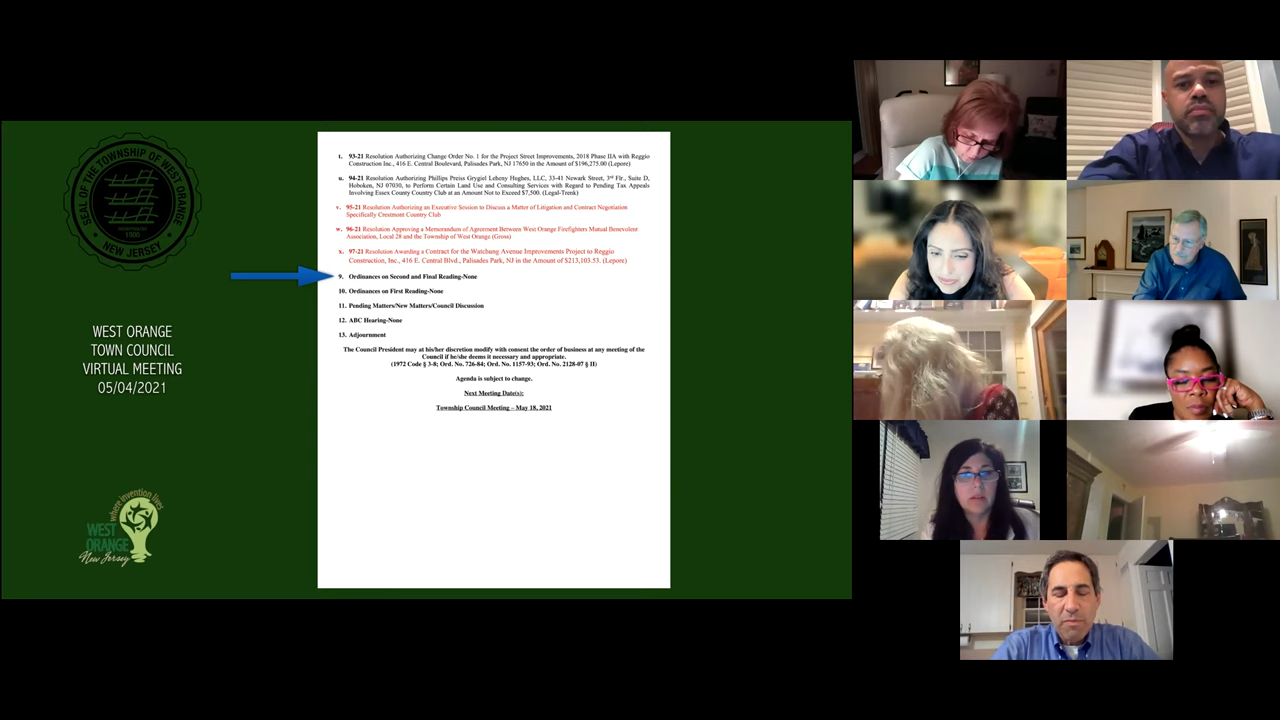 SEAL OF THE TOWNSHIP OF WEST ORANGE
NEW JERSEY
WEST ORANGE
TOWN COUNCIL
VIRTUAL MEETING
05/04/2021
where invention lives
WEST
ORANGE
New Jersey
t. 93-21 Resolution Authorizing Change Order No. 1 for the Project Street Improvements, 2018 Phase IIA with Reggio
Construction Inc., 416 E. Central Boulevard, Palisades Park, NJ 17650 in the Amount of $196,275.00 (Lepore)
u. 94-21 Resolution Authorizing Phillips Preiss Grygiel Leheny Hughes, LLC, 33-41 Newark Street, 3rd Flr., Suite D,
Hoboken, NJ 07030, to Perform Certain Land Use and Consulting Services with Regard to Pending Tax Appeals
Involving Essex County Country Club at an Amount Not to Exceed $7,500. (Legal-Trenk)
v. 95-21 Resolution Authorizing an Executive Session to Discuss a Matter of Litigation and Contract Negotiation
Specifically Crestmont Country Club
w. 96-21 Resolution Approving a Memorandum of Agreement Between West Orange Firefighters Mutual Benevolent
Association, Local 28 and the Township of West Orange (Gross)
x. 97-21 Resolution Awarding a Contract for the Watchung Avenue Improvements Project to Reggio
Construction, Inc., 416 E. Central Blvd., Palisades Park, NJ in the Amount of $213,103.53. (Lepore)
9. Ordinances on Second and Final Reading-None
10. Ordinances on First Reading-None
11. Pending Matters/New Matters/Council Discussion
12. ABC Hearing-None
13. Adjournment
The Council President may at his/her discretion modify with consent the order of business at any meeting of the
Council if he/she deems it necessary and appropriate.
(1972 Code § 3-8; Ord. No. 726-84; Ord. No. 1157-93; Ord. No. 2128-07 § II)
Agenda is subject to change.
Next Meeting Date(s):
Township Council Meeting – May 18, 2021